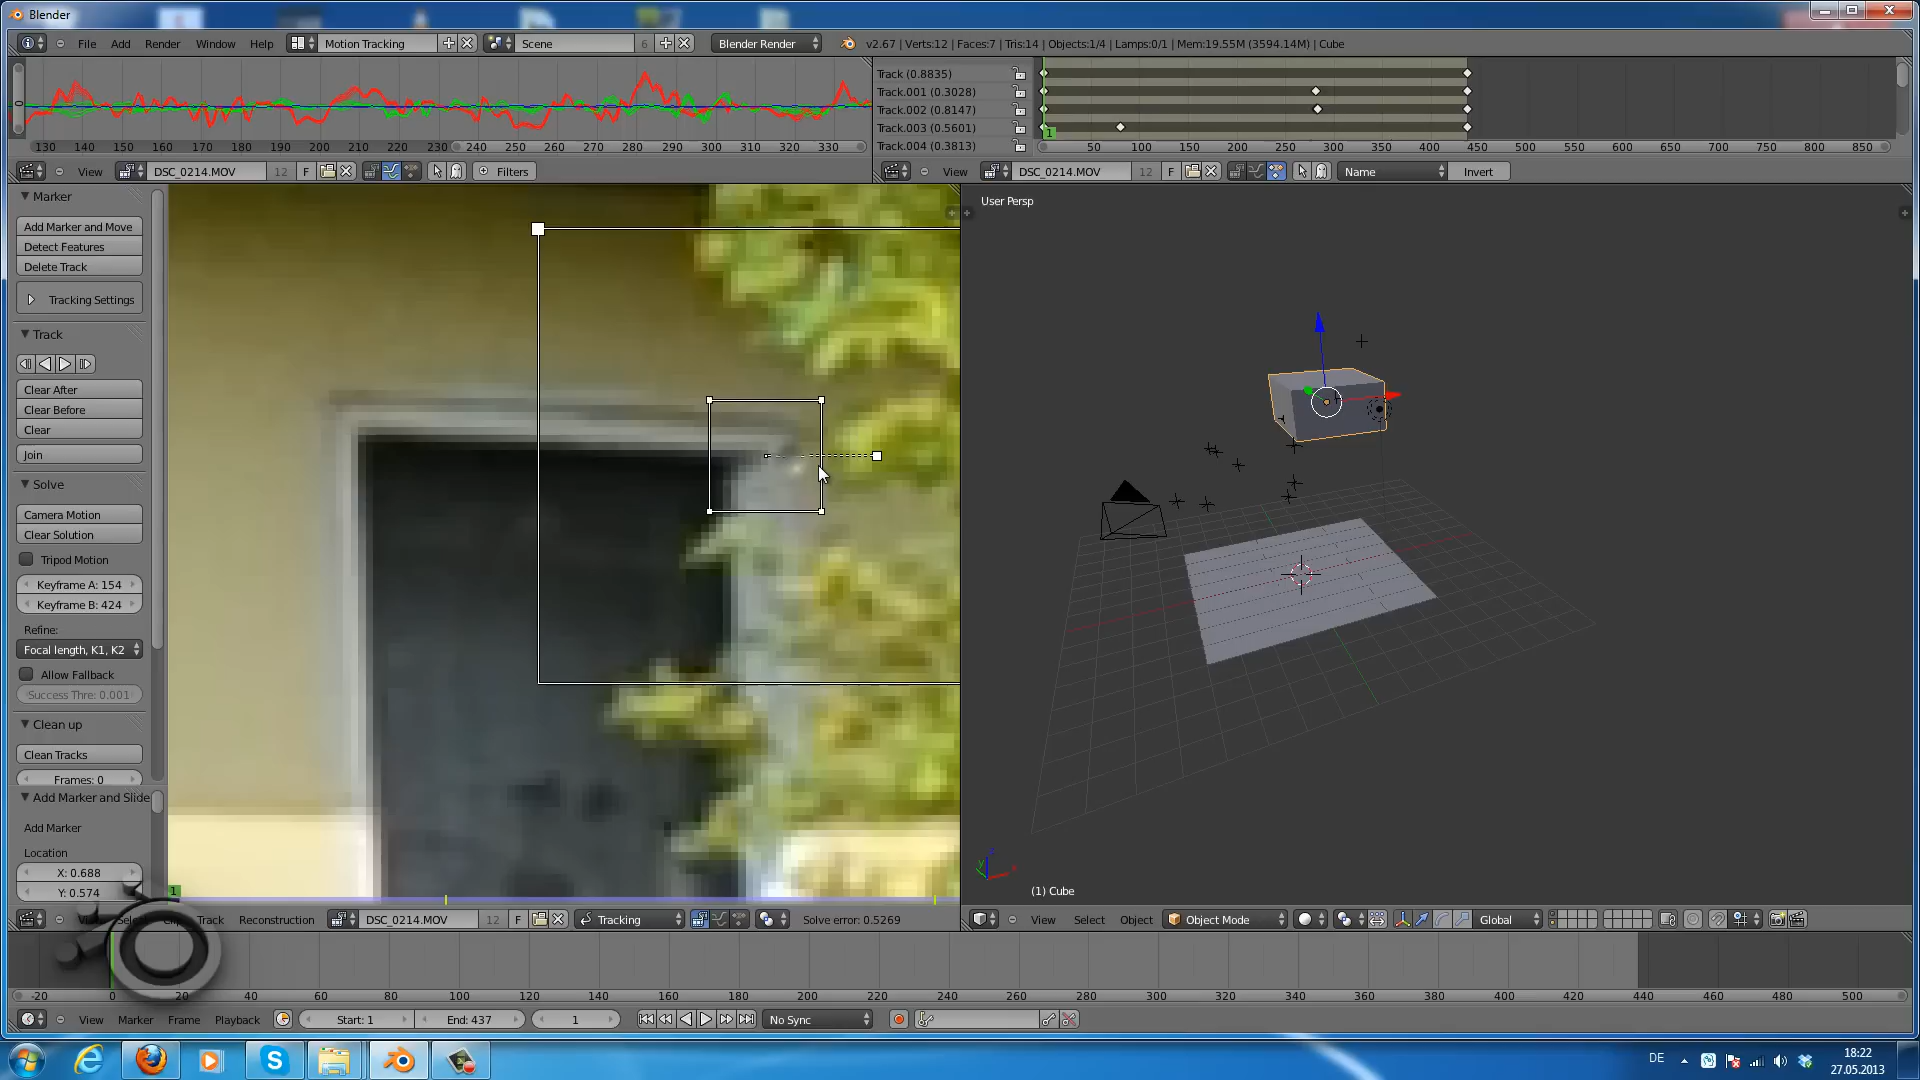 Blender
File Add Render Window Help Motion Tracking Scene 6 Blender Render v2.67 | Verts:12 | Faces:7 | Tris:14 | Objects:1/4 | Lamps:0/1 | Mem:19.55M (3594.14M) | Cube
0
130 140 150 160 170 180 190 200 210 220 230 240 250 260 270 280 290 300 310 320 330
View DSC_0214.MOV 12 F Filters
Track (0.8835)
Track.001 (0.3028)
Track.002 (0.8147)
Track.003 (0.5601)
Track.004 (0.3813)
1
50 100 150 200 250 300 350 400 450 500 550 600 650 700 750 800 850
View DSC_0214.MOV 12 F Name Invert
Marker
Add Marker and Move
Detect Features
Delete Track
Tracking Settings
Track
Clear After
Clear Before
Clear
Join
Solve
Camera Motion
Clear Solution
Tripod Motion
Keyframe A: 154
Keyframe B: 424
Refine:
Focal length, K1, K2
Allow Fallback
Success Thre: 0.001
Clean up
Clean Tracks
Frames: 0
Add Marker and Slide
Add Marker
Location
X: 0.688
Y: 0.574
1
User Persp
(1) Cube
Track Reconstruction DSC_0214.MOV 12 F Tracking Solve error: 0.5269
View Select Object Object Mode Global
-20 0 20 40 60 80 100 120 140 160 180 200 220 240 260 280 300 320 340 360 380 400 420 440 460 480 500
View Marker Frame Playback Start: 1 End: 437 1 No Sync
DE 18:22
27.05.2013